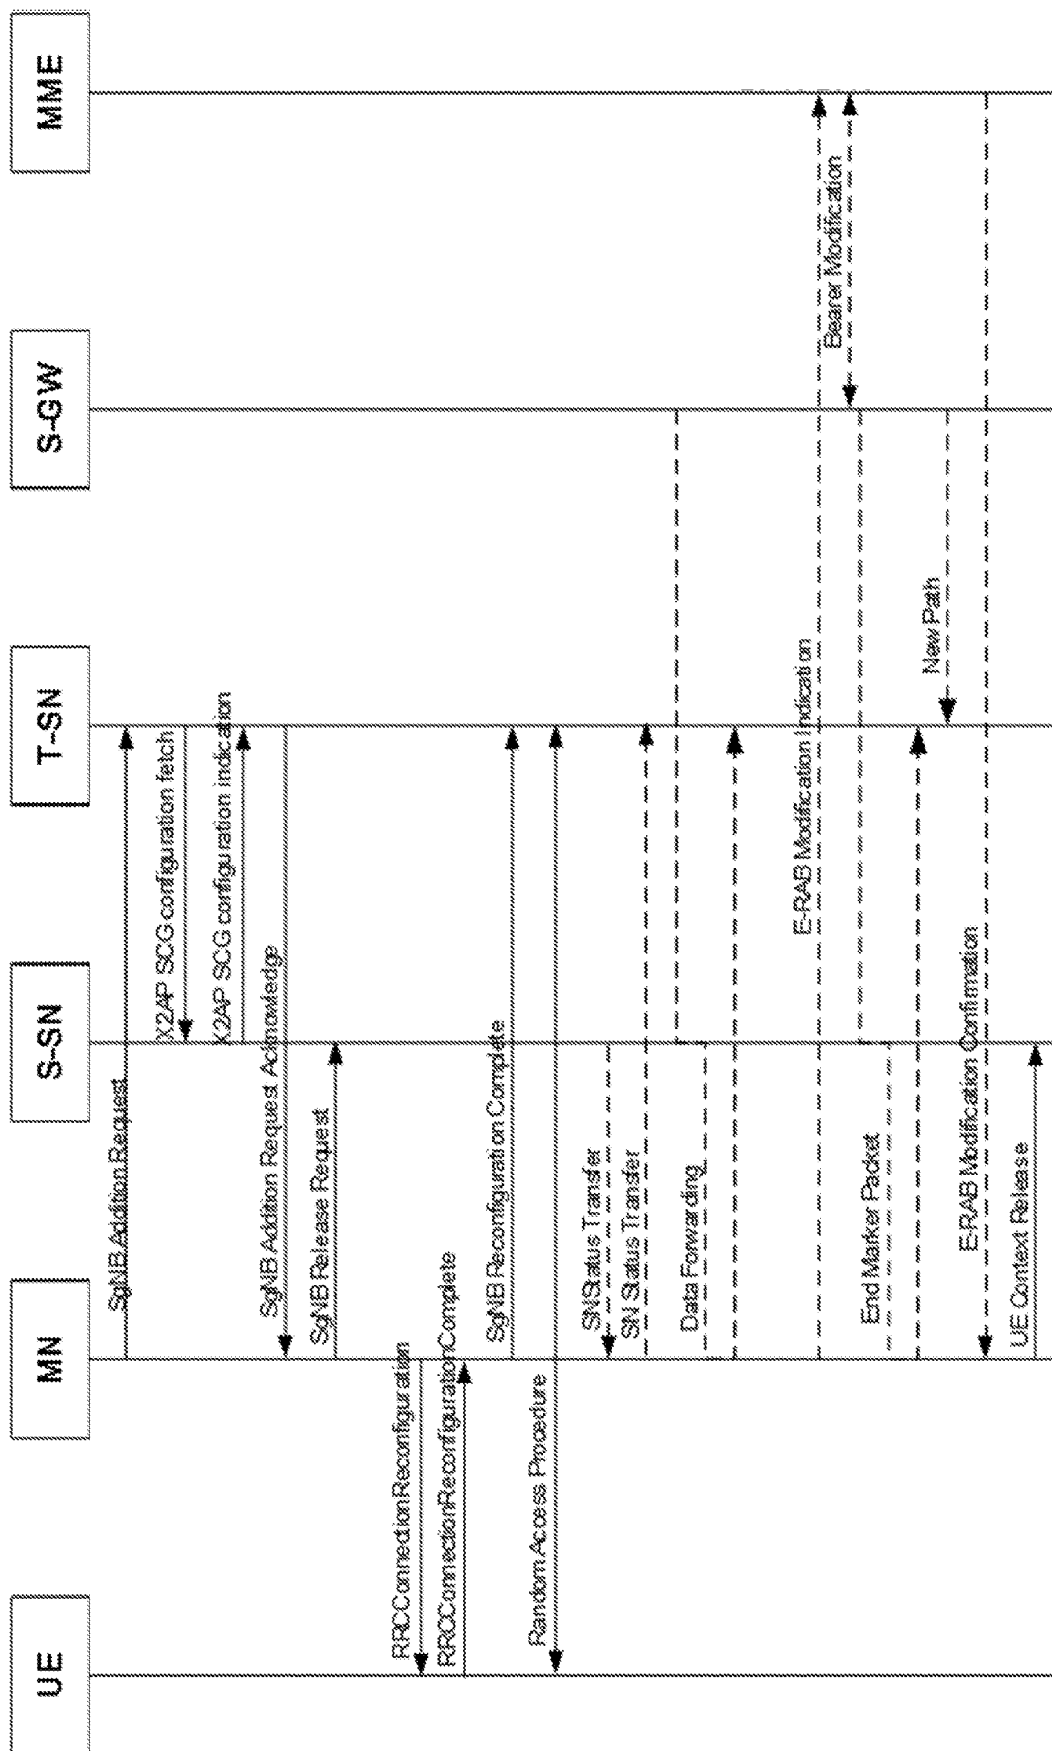 UE
MN
S-SN
T-SN
S-GW
MME
SgNB Addition Request
X2AP SCG configuration fetch
X2AP SCG configuration indication
SgNB Addition Request Acknowledge
SgNB Release Request
RRCConnectionReconfiguration
RRCConnectionReconfigurationComplete
SgNB Reconfiguration Complete
Random Access Procedure
SN Status Transfer
SN Status Transfer
Data Forwarding
E-RAB Modification Indication
Bearer Modification
End Marker Packet
New Path
E-RAB Modification Confirmation
UE Context Release